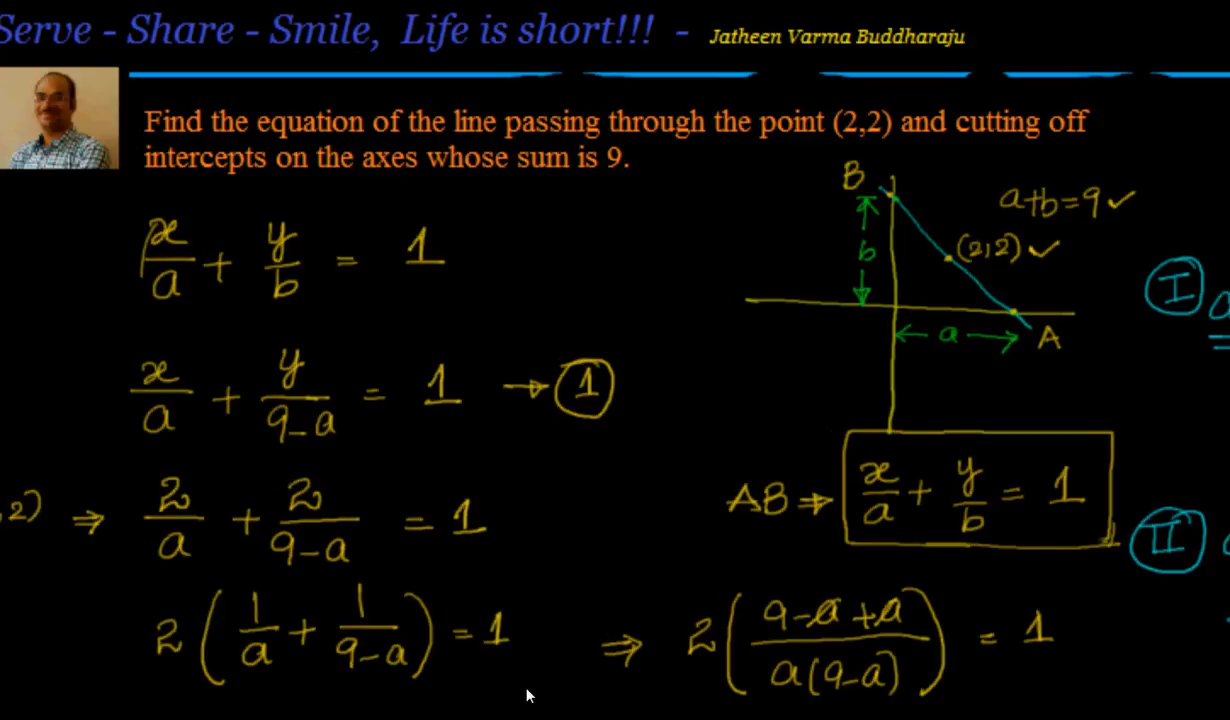 Serve - Share - Smile, Life is short!!! - Jatheen Varma Buddharaju
Find the equation of the line passing through the point (2,2) and cutting off
intercepts on the axes whose sum is 9.
B
a+b=9 ✓
x/a + y/b = 1
(2,2) ✓
b
I
a
A
x/a + y/(9-a) = 1 → 1
AB ⇒ x/a + y/b = 1
,2) ⇒ 2/a + 2/(9-a) = 1
II
2(1/a + 1/(9-a)) = 1 ⇒ 2((9-a+a)/(a(9-a))) = 1